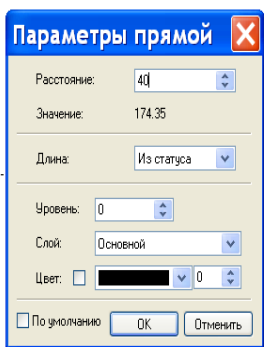 Параметры прямой
Расстояние: 40
Значение: 174.35
Длина: Из статуса
Уровень: 0
Слой: Основной
Цвет: 0
По умолчанию OK Отменить